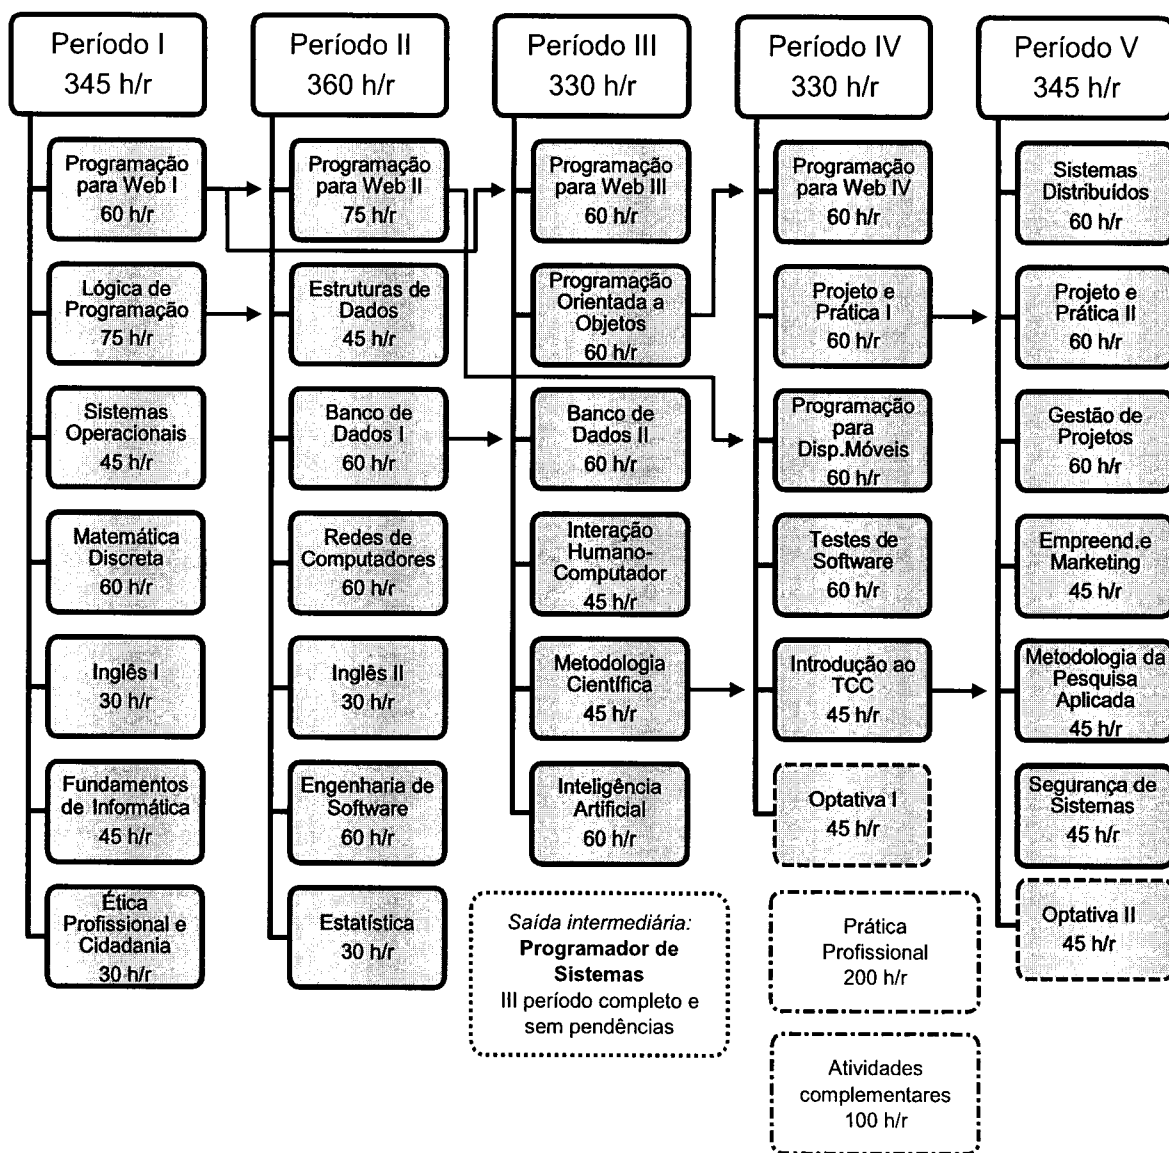 Período I
345 h/r
Programação
para Web I
60 h/r
Lógica de
Programação
75 h/r
Sistemas
Operacionais
45 h/r
Matemática
Discreta
60 h/r
Inglês I
30 h/r
Fundamentos
de Informática
45 h/r
Ética
Profissional e
Cidadania
30 h/r
Período II
360 h/r
Programação
para Web II
75 h/r
Estruturas de
Dados
45 h/r
Banco de
Dados I
60 h/r
Redes de
Computadores
60 h/r
Inglês II
30 h/r
Engenharia de
Software
60 h/r
Estatística
30 h/r
Período III
330 h/r
Programação
para Web III
60 h/r
Programação
Orientada a
Objetos
60 h/r
Banco de
Dados II
60 h/r
Interação
Humano-
Computador
45 h/r
Metodologia
Científica
45 h/r
Inteligência
Artificial
60 h/r
Saída intermediária:
Programador de
Sistemas
III período completo e
sem pendências
Período IV
330 h/r
Programação
para Web IV
60 h/r
Projeto e
Prática I
60 h/r
Programação
para
Disp.Móveis
60 h/r
Testes de
Software
60 h/r
Introdução ao
TCC
45 h/r
Optativa I
45 h/r
Prática
Profissional
200 h/r
Atividades
complementares
100 h/r
Período V
345 h/r
Sistemas
Distribuídos
60 h/r
Projeto e
Prática II
60 h/r
Gestão de
Projetos
60 h/r
Empreend.e
Marketing
45 h/r
Metodologia da
Pesquisa
Aplicada
45 h/r
Segurança de
Sistemas
45 h/r
Optativa II
45 h/r